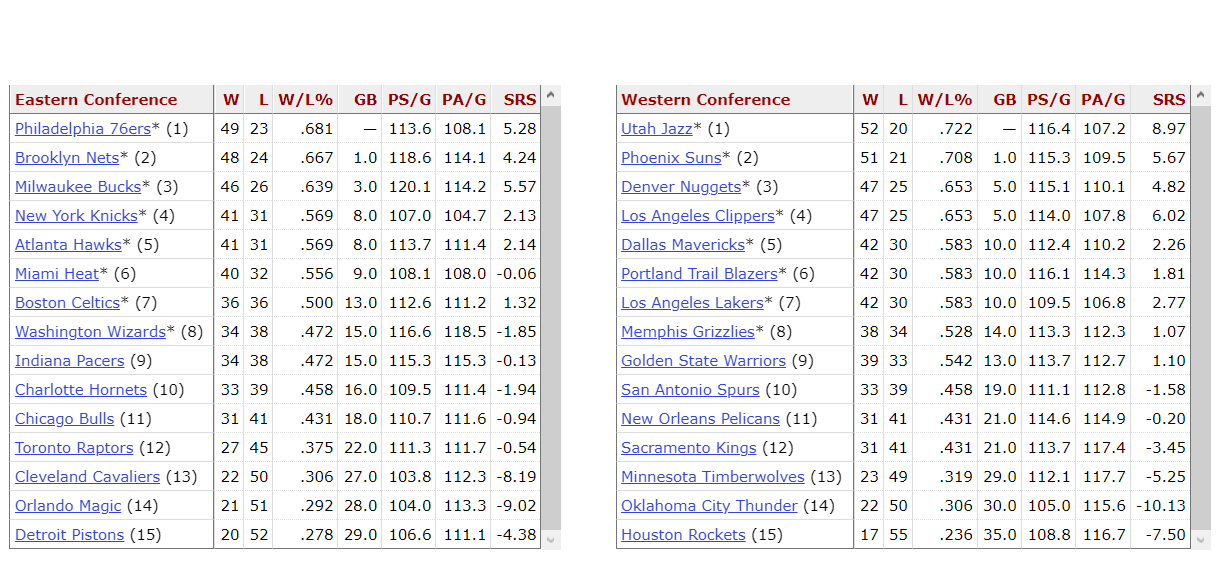 Eastern Conference W L W/L% GB PS/G PA/G SRS
Philadelphia 76ers* (1) 49 23 .681 — 113.6 108.1 5.28
Brooklyn Nets* (2) 48 24 .667 1.0 118.6 114.1 4.24
Milwaukee Bucks* (3) 46 26 .639 3.0 120.1 114.2 5.57
New York Knicks* (4) 41 31 .569 8.0 107.0 104.7 2.13
Atlanta Hawks* (5) 41 31 .569 8.0 113.7 111.4 2.14
Miami Heat* (6) 40 32 .556 9.0 108.1 108.0 -0.06
Boston Celtics* (7) 36 36 .500 13.0 112.6 111.2 1.32
Washington Wizards* (8) 34 38 .472 15.0 116.6 118.5 -1.85
Indiana Pacers (9) 34 38 .472 15.0 115.3 115.3 -0.13
Charlotte Hornets (10) 33 39 .458 16.0 109.5 111.4 -1.94
Chicago Bulls (11) 31 41 .431 18.0 110.7 111.6 -0.94
Toronto Raptors (12) 27 45 .375 22.0 111.3 111.7 -0.54
Cleveland Cavaliers (13) 22 50 .306 27.0 103.8 112.3 -8.19
Orlando Magic (14) 21 51 .292 28.0 104.0 113.3 -9.02
Detroit Pistons (15) 20 52 .278 29.0 106.6 111.1 -4.38
Western Conference W L W/L% GB PS/G PA/G SRS
Utah Jazz* (1) 52 20 .722 — 116.4 107.2 8.97
Phoenix Suns* (2) 51 21 .708 1.0 115.3 109.5 5.67
Denver Nuggets* (3) 47 25 .653 5.0 115.1 110.1 4.82
Los Angeles Clippers* (4) 47 25 .653 5.0 114.0 107.8 6.02
Dallas Mavericks* (5) 42 30 .583 10.0 112.4 110.2 2.26
Portland Trail Blazers* (6) 42 30 .583 10.0 116.1 114.3 1.81
Los Angeles Lakers* (7) 42 30 .583 10.0 109.5 106.8 2.77
Memphis Grizzlies* (8) 38 34 .528 14.0 113.3 112.3 1.07
Golden State Warriors (9) 39 33 .542 13.0 113.7 112.7 1.10
San Antonio Spurs (10) 33 39 .458 19.0 111.1 112.8 -1.58
New Orleans Pelicans (11) 31 41 .431 21.0 114.6 114.9 -0.20
Sacramento Kings (12) 31 41 .431 21.0 113.7 117.4 -3.45
Minnesota Timberwolves (13) 23 49 .319 29.0 112.1 117.7 -5.25
Oklahoma City Thunder (14) 22 50 .306 30.0 105.0 115.6 -10.13
Houston Rockets (15) 17 55 .236 35.0 108.8 116.7 -7.50